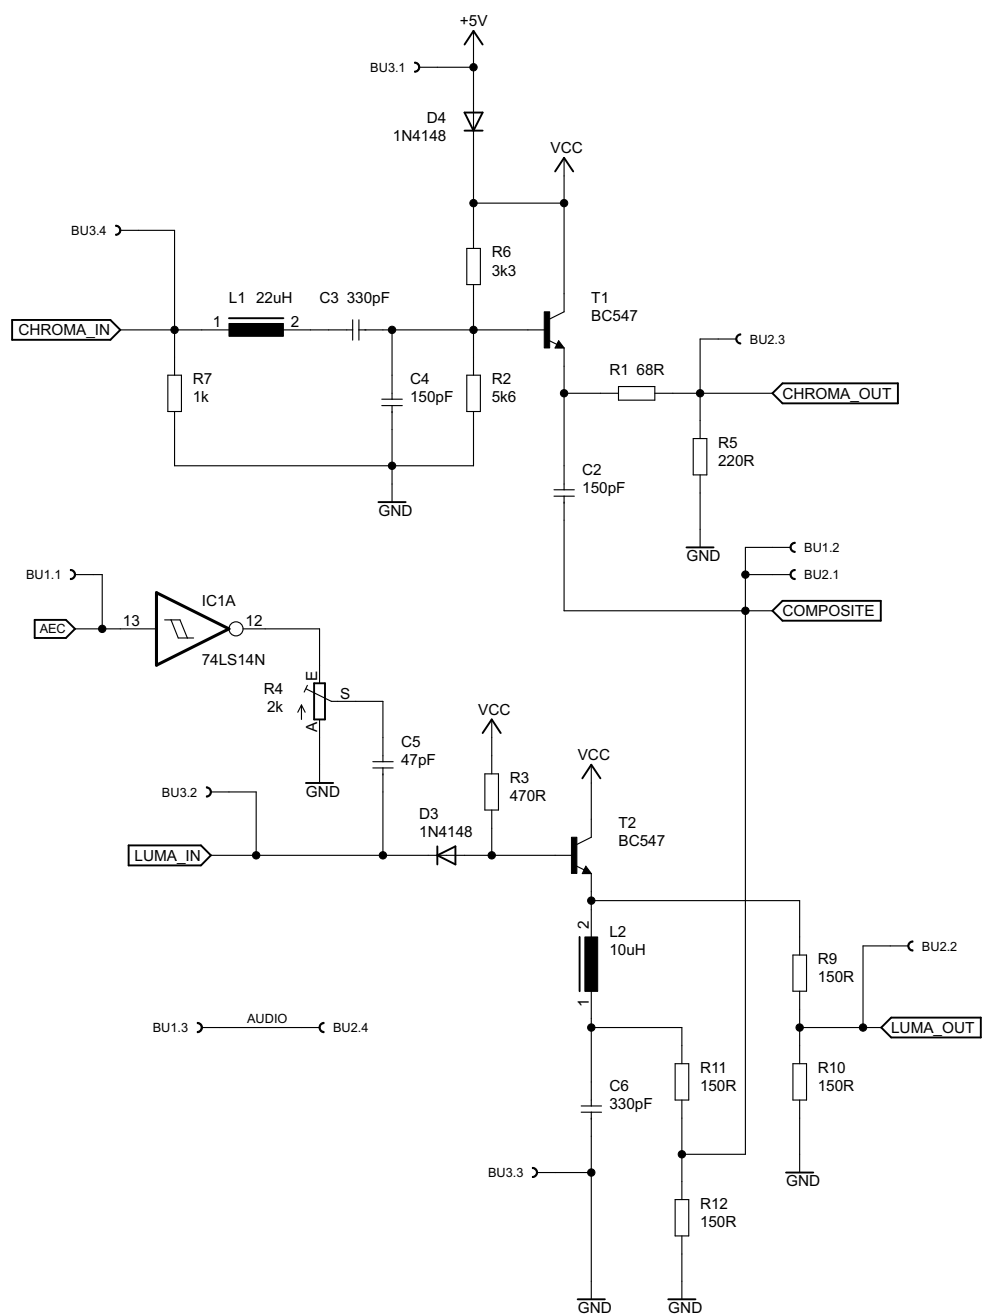 +5V
BU3.1
D4
1N4148
VCC
BU3.4
R6
3k3
L1 22uH
C3 330pF
T1
BC547
CHROMA_IN
1
2
BU2.3
R7
1k
C4
150pF
R2
5k6
R1 68R
CHROMA_OUT
R5
220R
C2
150pF
GND
GND
BU1.2
BU2.1
BU1.1
IC1A
COMPOSITE
AEC
13
12
74LS14N
E
R4
2k
S
A
VCC
C5
47pF
VCC
R3
470R
GND
BU3.2
D3
1N4148
T2
BC547
LUMA_IN
2
L2
10uH
BU2.2
R9
150R
1
BU1.3
AUDIO
BU2.4
LUMA_OUT
R11
150R
R10
150R
C6
330pF
BU3.3
GND
R12
150R
GND
GND